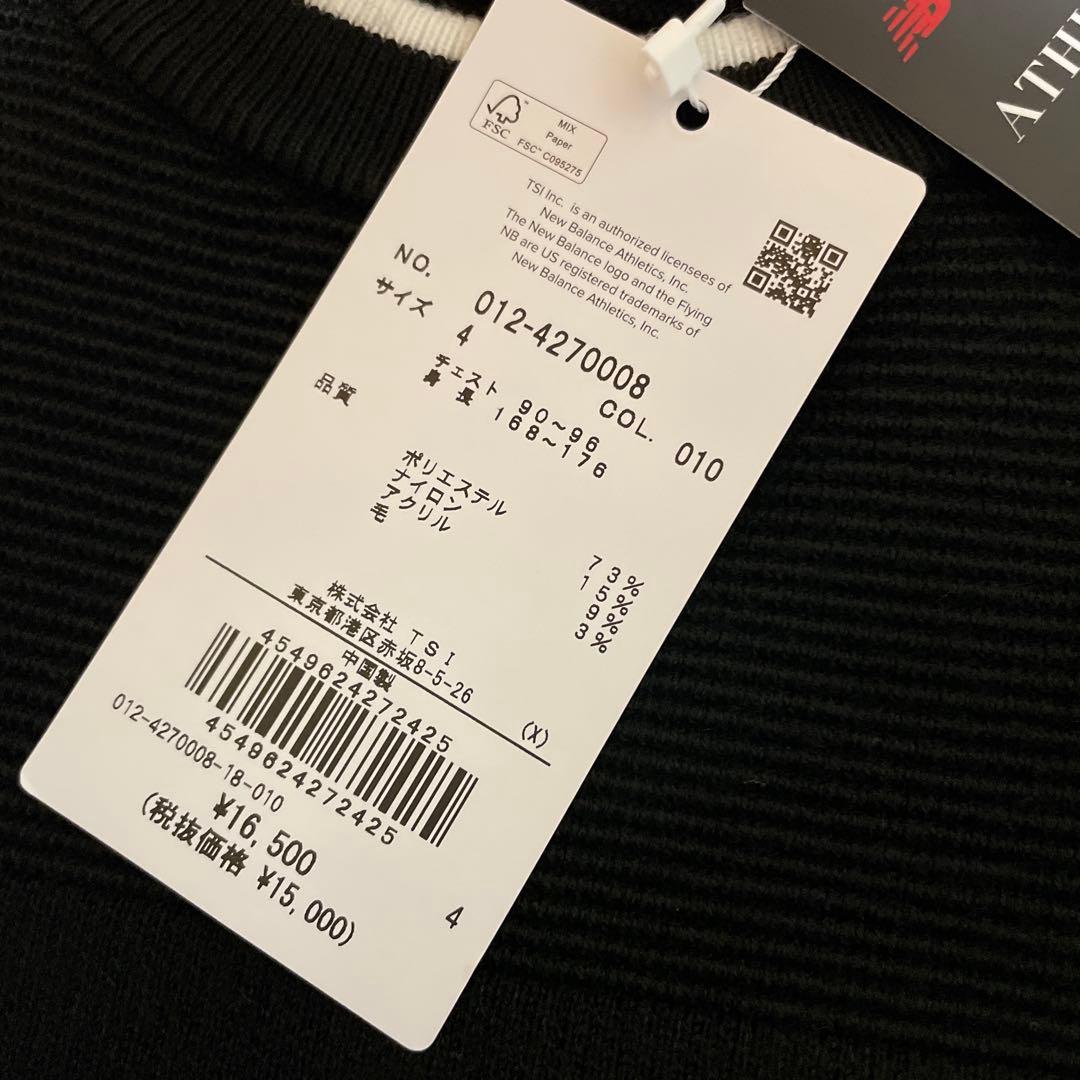 ATH
FSC
MIX
Paper
FSC™ C095275
TSI Inc. is an authorized licensees of
New Balance Athletics, Inc.
The New Balance logo and the Flying
NB are US registered trademarks of
New Balance Athletics, Inc.
NO. 012-4270008 COL. 010
サイズ 4
チェスト 90~96
身 長 168~176
品質
ポリエステル 73%
ナイロン 15%
アクリル 9%
毛 3%
株式会社 TSI
東京都港区赤坂8-5-26
中国製 (X)
4549624272425
4549624272425
012-4270008-18-010
¥16,500
(税抜価格 ¥15,000)
4